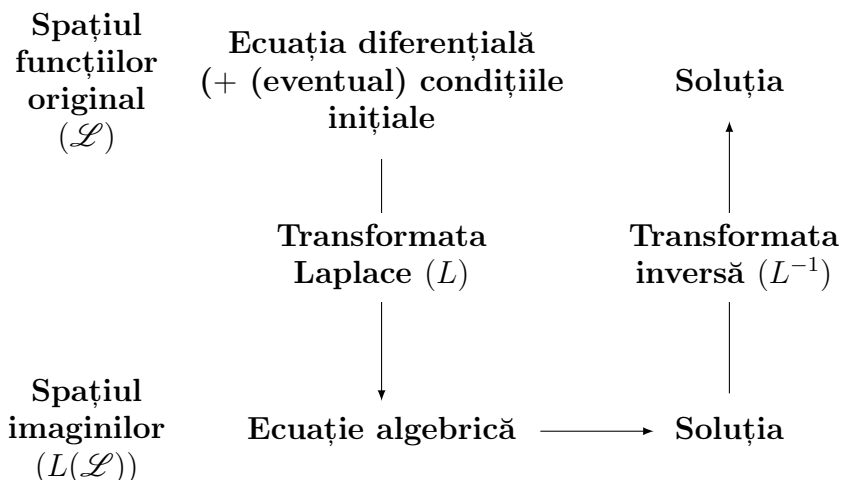 Spațiul
funcțiilor
original
(ℒ)
Ecuația diferențială
(+ (eventual) condițiile
inițiale
Soluția
Transformata
Laplace (L)
Transformata
inversă (L⁻¹)
Spațiul
imaginilor
(L(ℒ))
Ecuație algebrică
Soluția